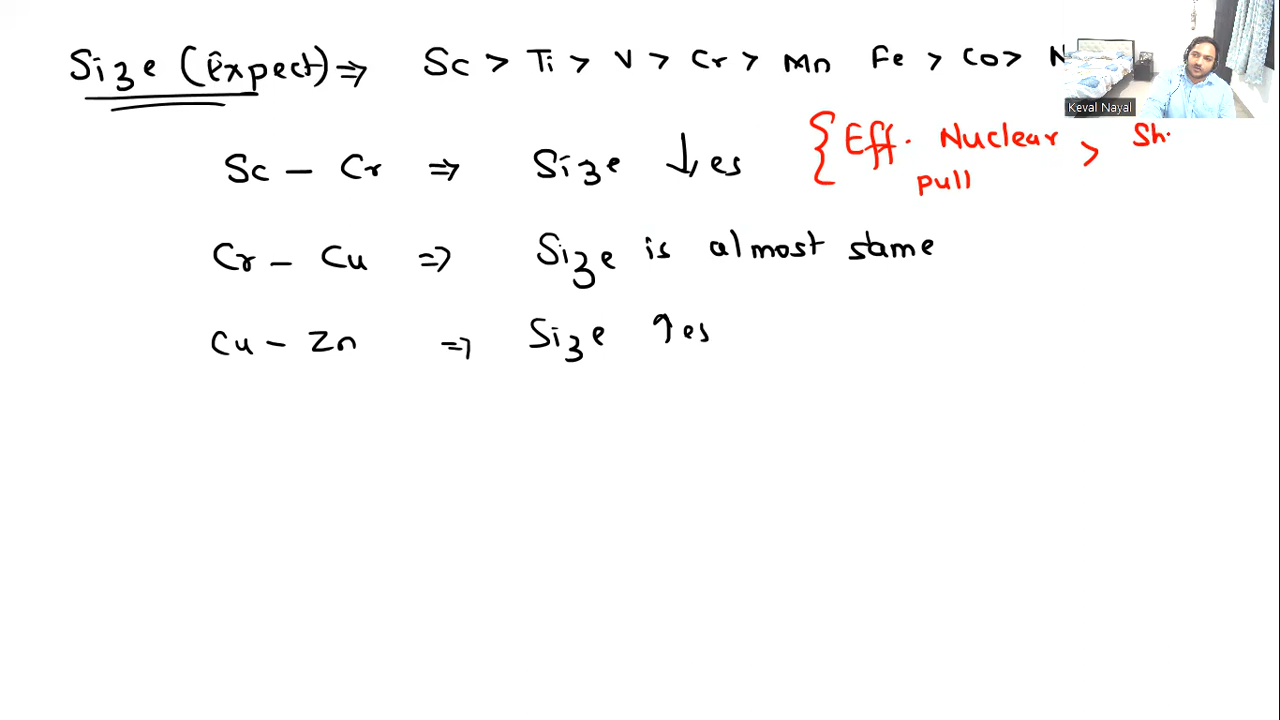 Size (Expect) ⇒ Sc > Ti > V > Cr > Mn Fe > Co > N
Sc – Cr ⇒ Size ↓es { Eff. Nuclear pull > Sh.
Cr – Cu ⇒ Size is almost same
Cu – Zn ⇒ Size ↑es
Keval Nayal